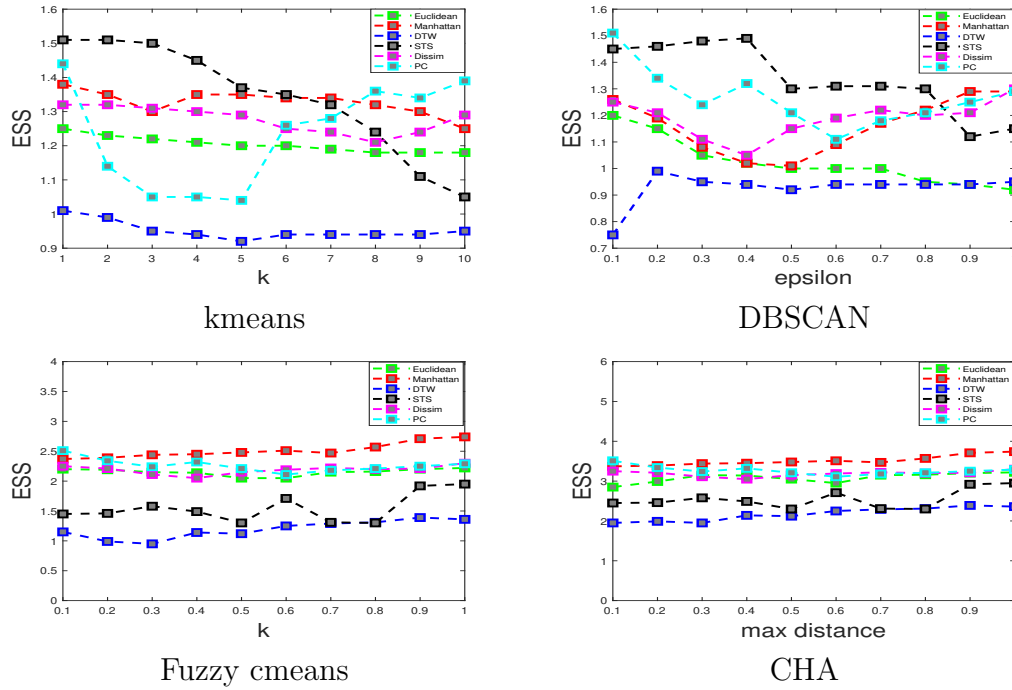 1.6
1.5
1.4
1.3
1.2
1.1
1
0.9
ESS
1 2 3 4 5 6 7 8 9 10
k
Euclidean
Manhattan
DTW
STS
Dissim
PC
kmeans
1.6
1.5
1.4
1.3
1.2
1.1
1
0.9
0.8
0.7
ESS
0.1 0.2 0.3 0.4 0.5 0.6 0.7 0.8 0.9
epsilon
Euclidean
Manhattan
DTW
STS
Dissim
PC
DBSCAN
4
3.5
3
2.5
2
1.5
1
0.5
0
ESS
0.1 0.2 0.3 0.4 0.5 0.6 0.7 0.8 0.9 1
k
Euclidean
Manhattan
DTW
STS
Dissim
PC
Fuzzy cmeans
6
5
4
3
2
1
0
ESS
0.1 0.2 0.3 0.4 0.5 0.6 0.7 0.8 0.9
max distance
Euclidean
Manhattan
DTW
STS
Dissim
PC
CHA